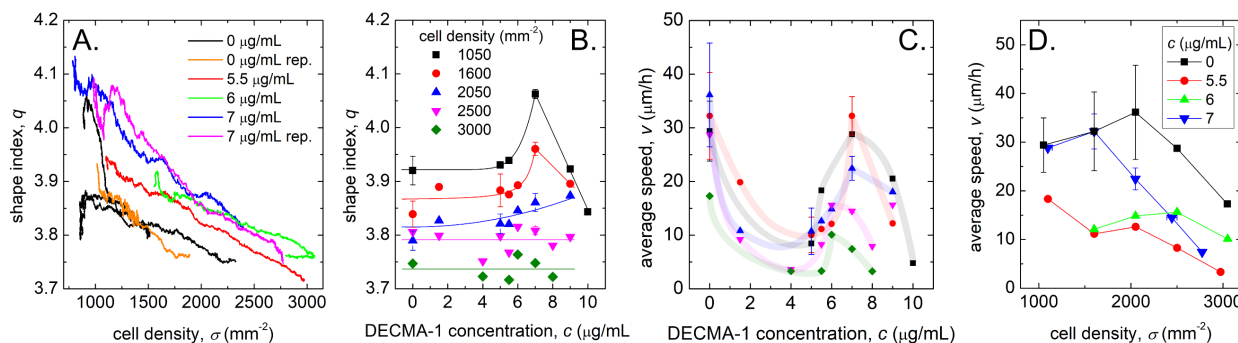 A.
4.2
4.1
4.0
3.9
3.8
3.7
shape index, q
1000
1500
2000
2500
3000
cell density, σ (mm⁻²)
0 µg/mL
0 µg/mL rep.
5.5 µg/mL
6 µg/mL
7 µg/mL
7 µg/mL rep.
B.
4.2
4.1
4.0
3.9
3.8
3.7
shape index, q
0
2
4
6
8
10
DECMA-1 concentration, c (µg/mL
cell density (mm⁻²)
1050
1600
2050
2500
3000
C.
50
40
30
20
10
0
average speed, v (µm/h)
0
2
4
6
8
10
DECMA-1 concentration, c (µg/mL)
D.
50
40
30
20
10
0
average speed, v (µm/h)
1000
2000
3000
cell density, σ (mm⁻²)
c (µg/mL)
0
5.5
6
7